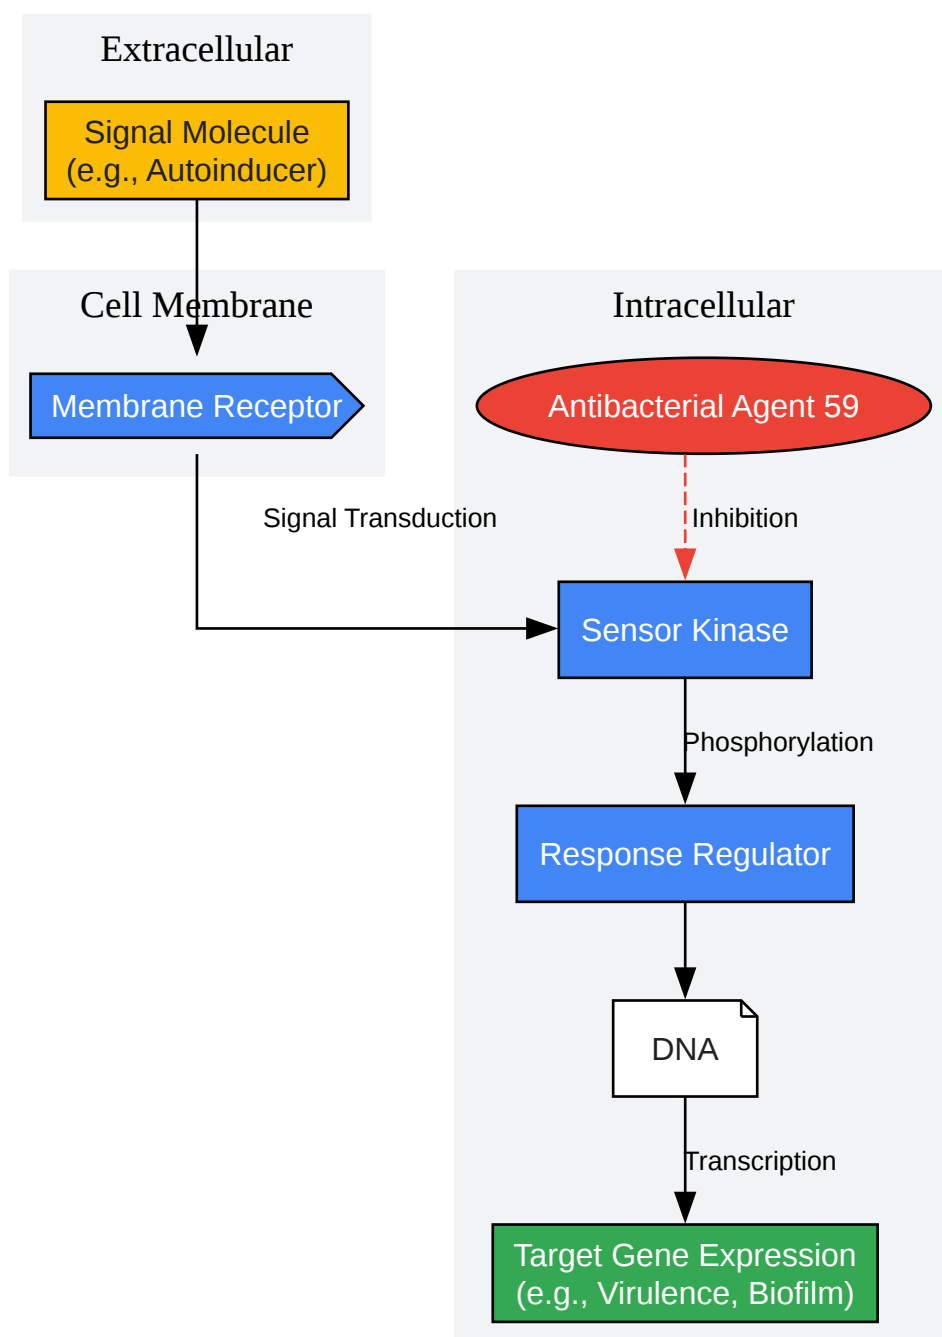 Extracellular
Signal Molecule
(e.g., Autoinducer)
Cell Membrane
Membrane Receptor
Intracellular
Antibacterial Agent 59
Signal Transduction
Inhibition
Sensor Kinase
Phosphorylation
Response Regulator
DNA
Transcription
Target Gene Expression
(e.g., Virulence, Biofilm)